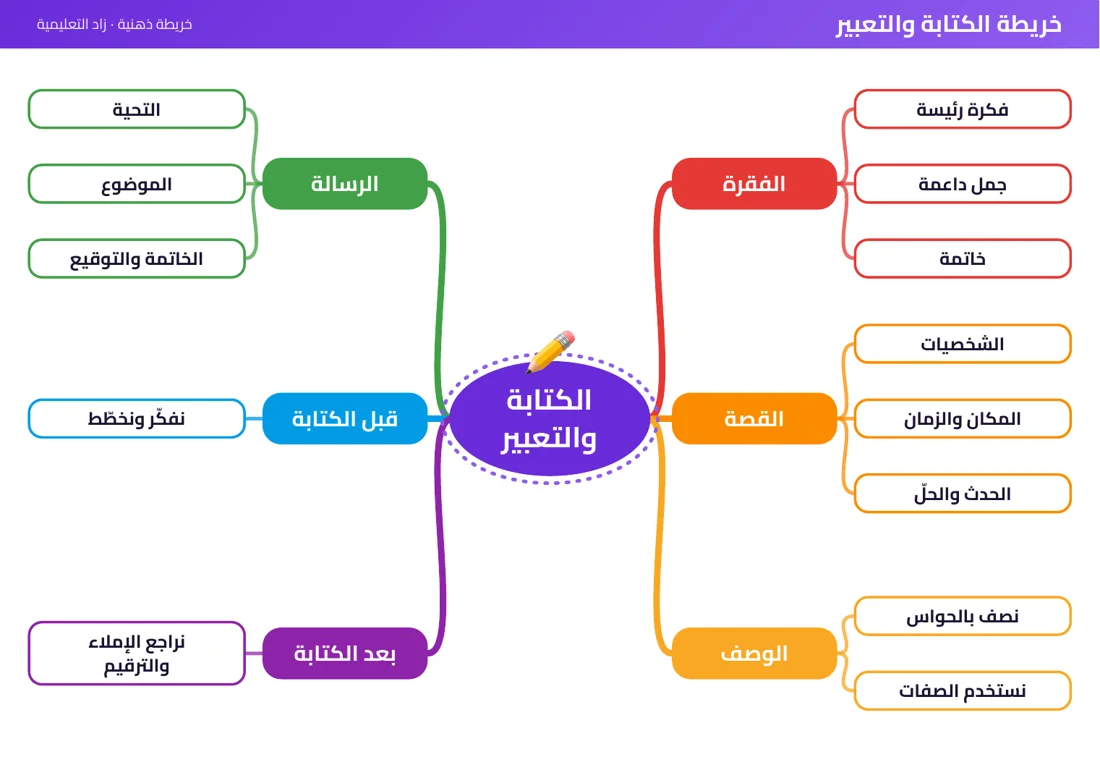 خريطة الكتابة والتعبير
خريطة ذهنية · زاد التعليمية
الكتابة
والتعبير
الفقرة
فكرة رئيسة
جمل داعمة
خاتمة
القصة
الشخصيات
المكان والزمان
الحدث والحلّ
الوصف
نصف بالحواس
نستخدم الصفات
الرسالة
التحية
الموضوع
الخاتمة والتوقيع
قبل الكتابة
نفكّر ونخطّط
بعد الكتابة
نراجع الإملاء
والترقيم